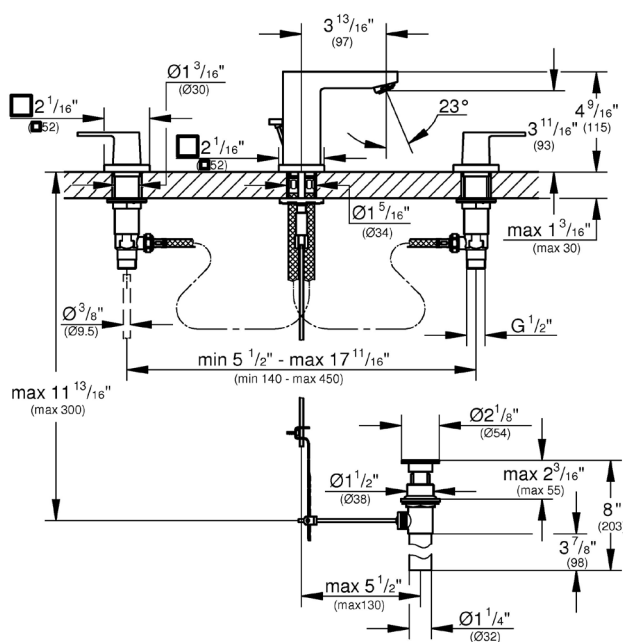 3 13/16"
(97)
Ø1 3/16"
(Ø30)
2 1/16"
(□52)
2 1/16"
(□52)
23°
3 11/16"
(93)
4 9/16"
(115)
Ø1 5/16"
(Ø34)
max 1 3/16"
(max 30)
Ø3/8"
(Ø9.5)
G1/2"
min 5 1/2" - max 17 11/16"
(min 140 - max 450)
max 11 13/16"
(max 300)
Ø2 1/8"
(Ø54)
Ø1 1/2"
(Ø38)
max 2 3/16"
(max 55)
8"
(203)
3 7/8"
(98)
max 5 1/2"
(max130)
Ø1 1/4"
(Ø32)